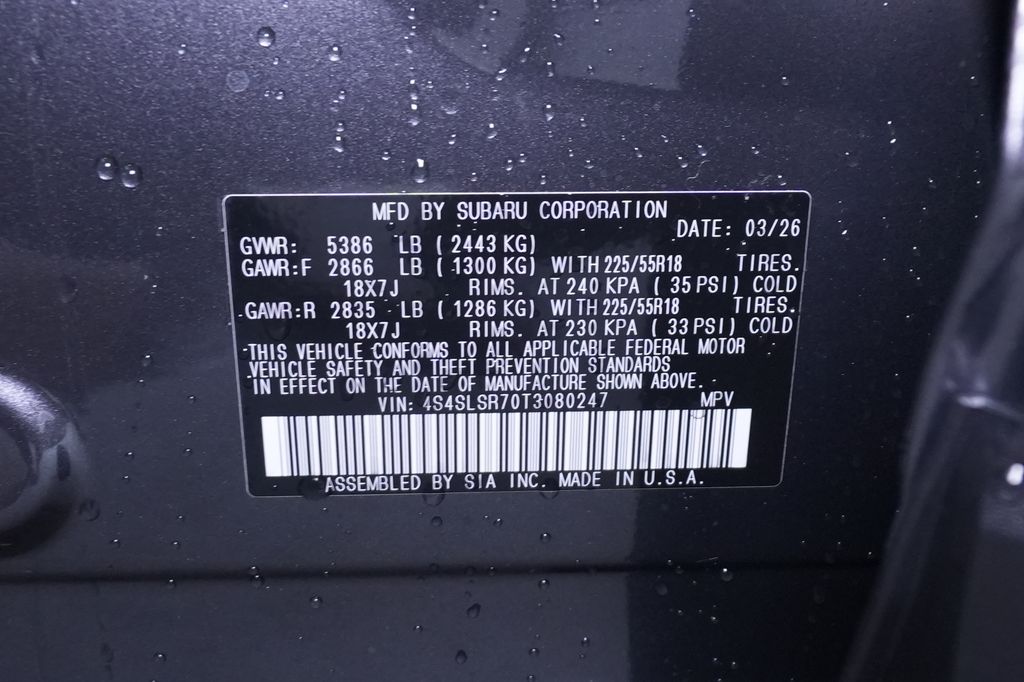 MFD BY SUBARU CORPORATION
DATE: 03/26
GVWR: 5386 LB (2443 KG)
GAWR:F 2866 LB (1300 KG) WITH 225/55R18 TIRES.
18X7J RIMS. AT 240 KPA (35 PSI) COLD
GAWR:R 2835 LB (1286 KG) WITH 225/55R18 TIRES.
18X7J RIMS. AT 230 KPA (33 PSI) COLD
THIS VEHICLE CONFORMS TO ALL APPLICABLE FEDERAL MOTOR
VEHICLE SAFETY AND THEFT PREVENTION STANDARDS
IN EFFECT ON THE DATE OF MANUFACTURE SHOWN ABOVE.
VIN: 4S4SLSR70T3080247 MPV
ASSEMBLED BY SIA INC. MADE IN U.S.A.